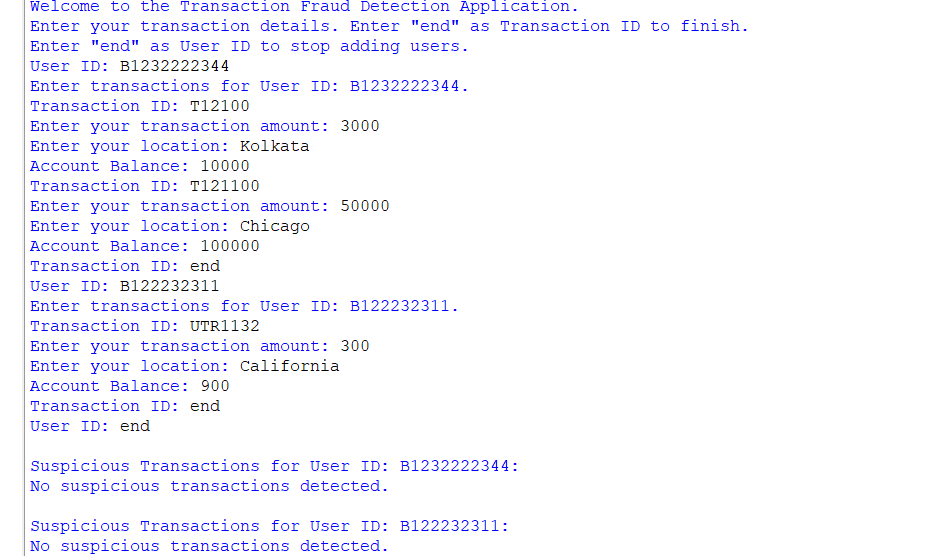 Welcome to the Transaction Fraud Detection Application.
Enter your transaction details. Enter "end" as Transaction ID to finish.
Enter "end" as User ID to stop adding users.
User ID: B1232222344
Enter transactions for User ID: B1232222344.
Transaction ID: T12100
Enter your transaction amount: 3000
Enter your location: Kolkata
Account Balance: 10000
Transaction ID: T121100
Enter your transaction amount: 50000
Enter your location: Chicago
Account Balance: 100000
Transaction ID: end
User ID: B122232311
Enter transactions for User ID: B122232311.
Transaction ID: UTR1132
Enter your transaction amount: 300
Enter your location: California
Account Balance: 900
Transaction ID: end
User ID: end
Suspicious Transactions for User ID: B1232222344:
No suspicious transactions detected.
Suspicious Transactions for User ID: B122232311:
No suspicious transactions detected.